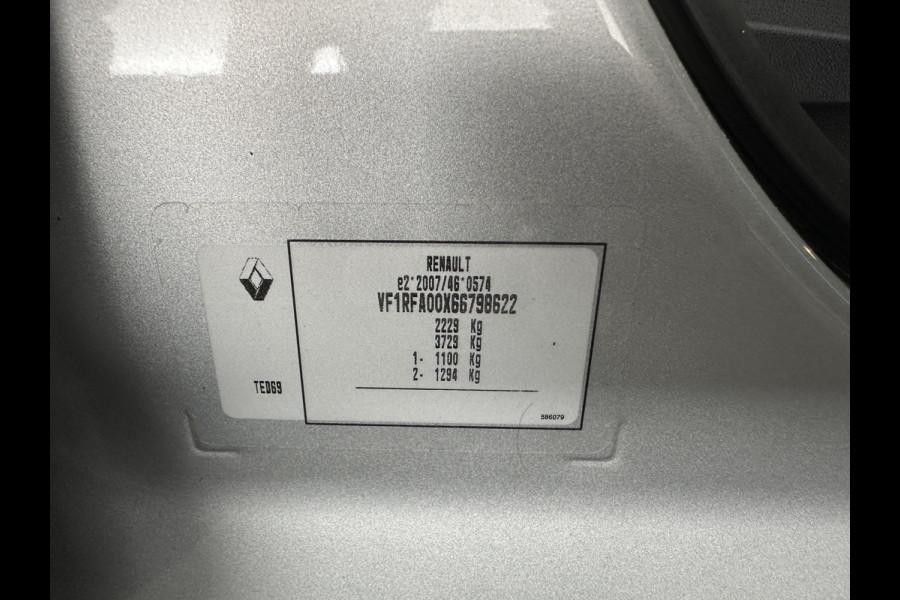 RENAULT
e2*2007/46*0574
VF1RFA00X66798622
2229 Kg
3729 Kg
1- 1100 Kg
2- 1294 Kg
TED69
586079